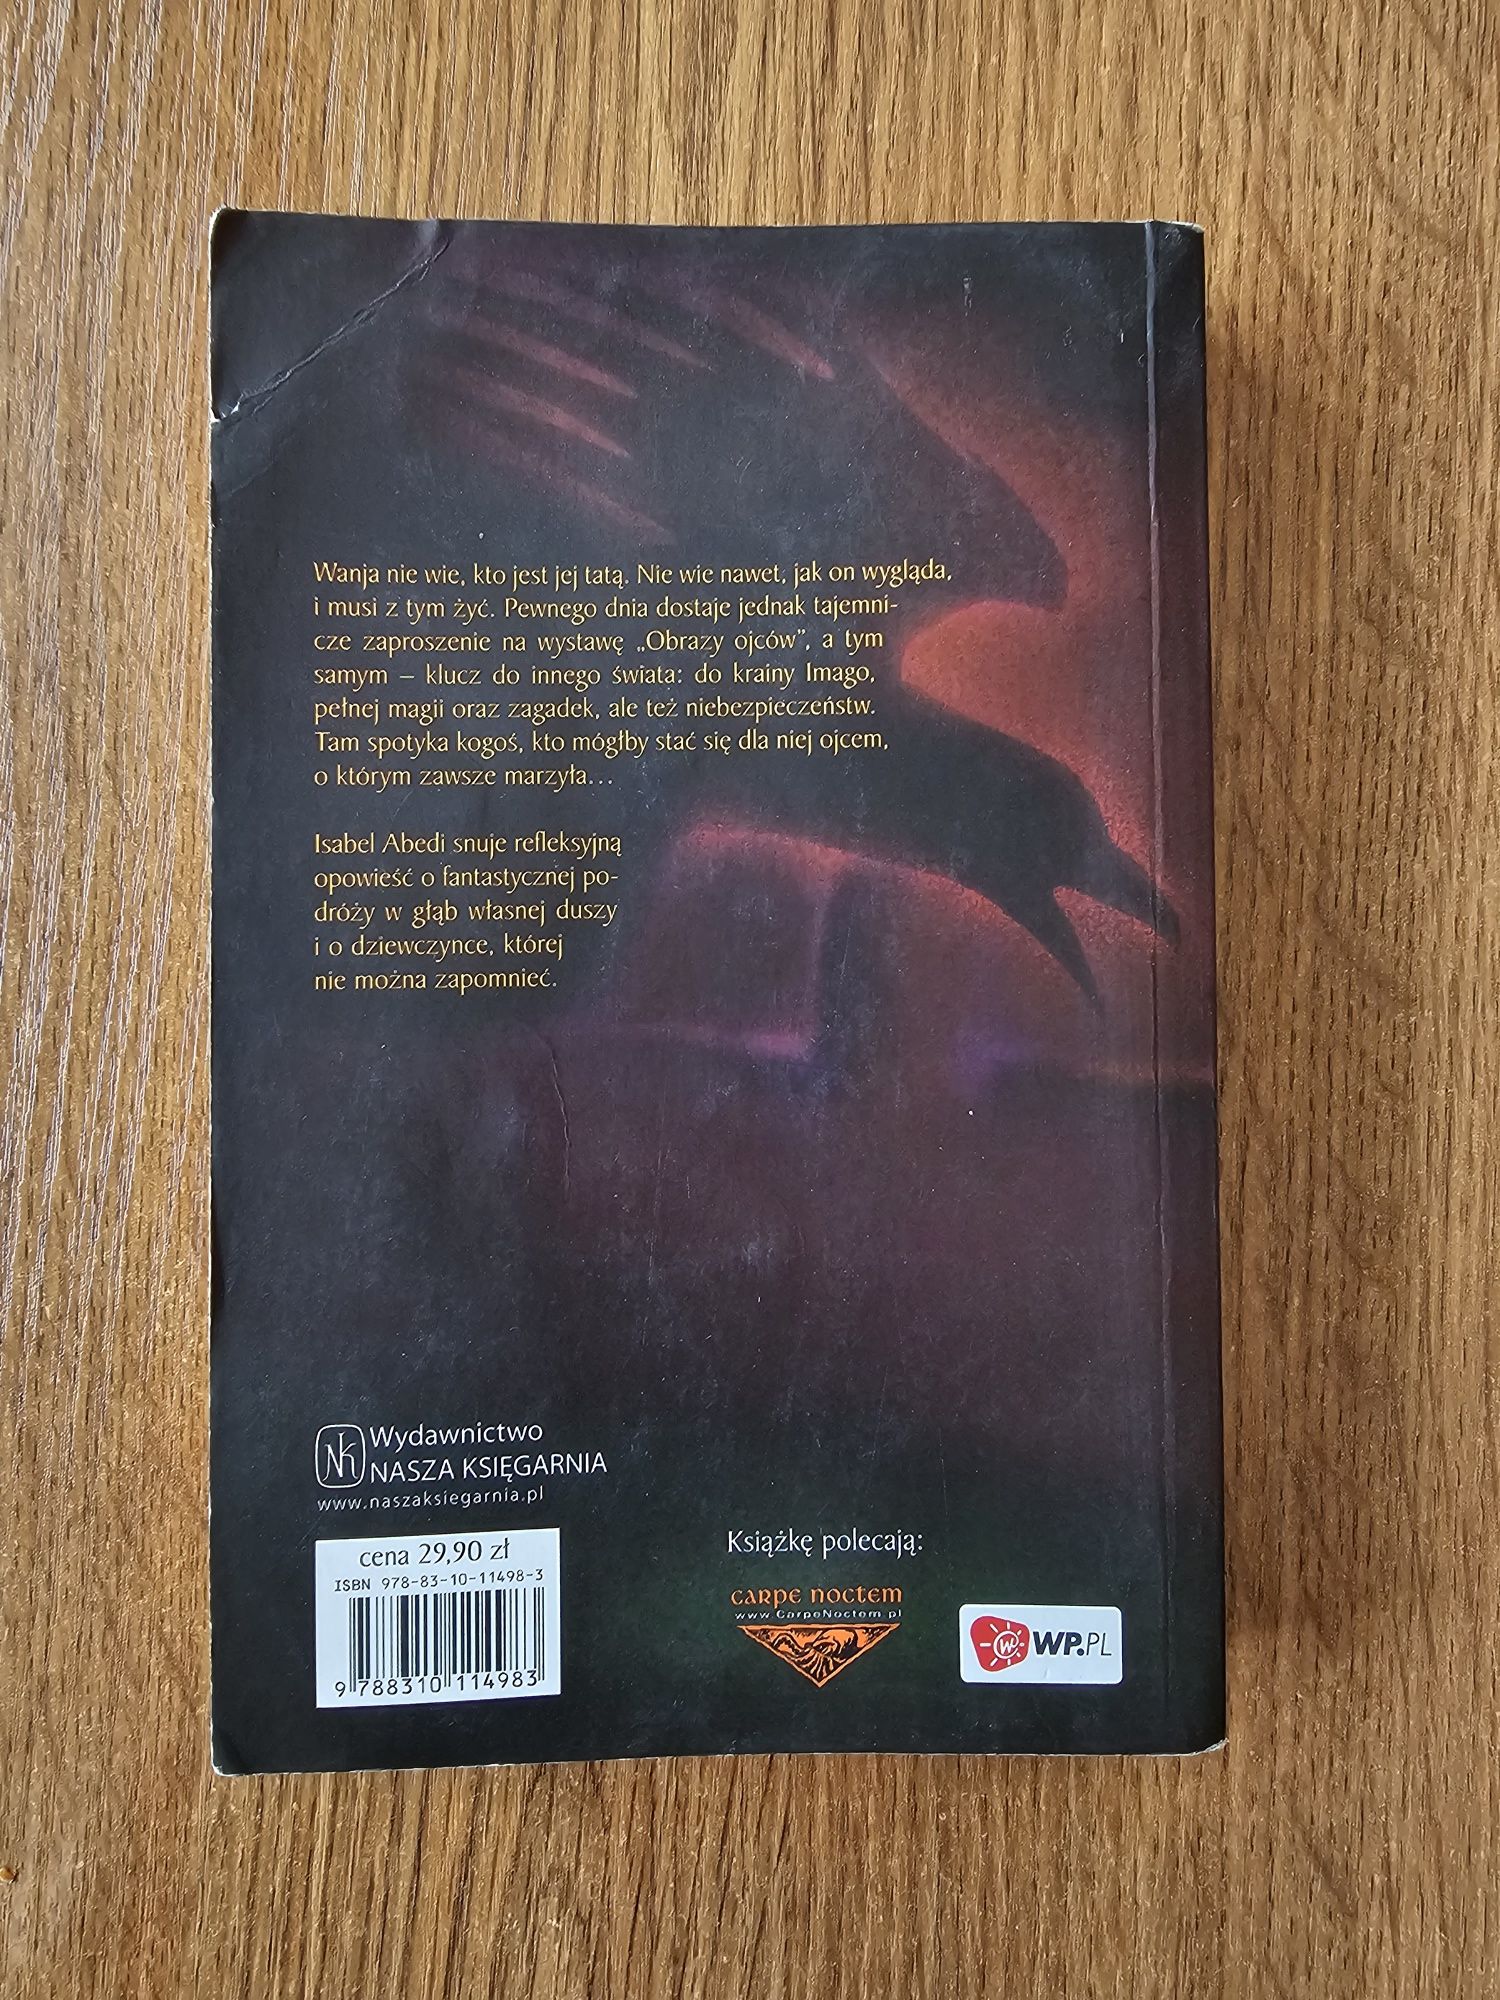 Wanja nie wie, kto jest jej tatą. Nie wie nawet, jak on wygląda,
i musi z tym żyć. Pewnego dnia dostaje jednak tajemni-
cze zaproszenie na wystawę „Obrazy ojców”, a tym
samym – klucz do innego świata: do krainy Imago,
pełnej magii oraz zagadek, ale też niebezpieczeństw.
Tam spotyka kogoś, kto mógłby stać się dla niej ojcem,
o którym zawsze marzyła...
Isabel Abedi snuje refleksyjną
opowieść o fantastycznej po-
dróży w głąb własnej duszy
i o dziewczynce, której
nie można zapomnieć.
NK
Wydawnictwo
NASZA KSIĘGARNIA
www.naszaksiegarnia.pl
cena 29,90 zł
ISBN 978-83-10-11498-3
9 788310 114983
Książkę polecają:
carpe noctem
www.CarpeNoctem.pl
W WP.PL